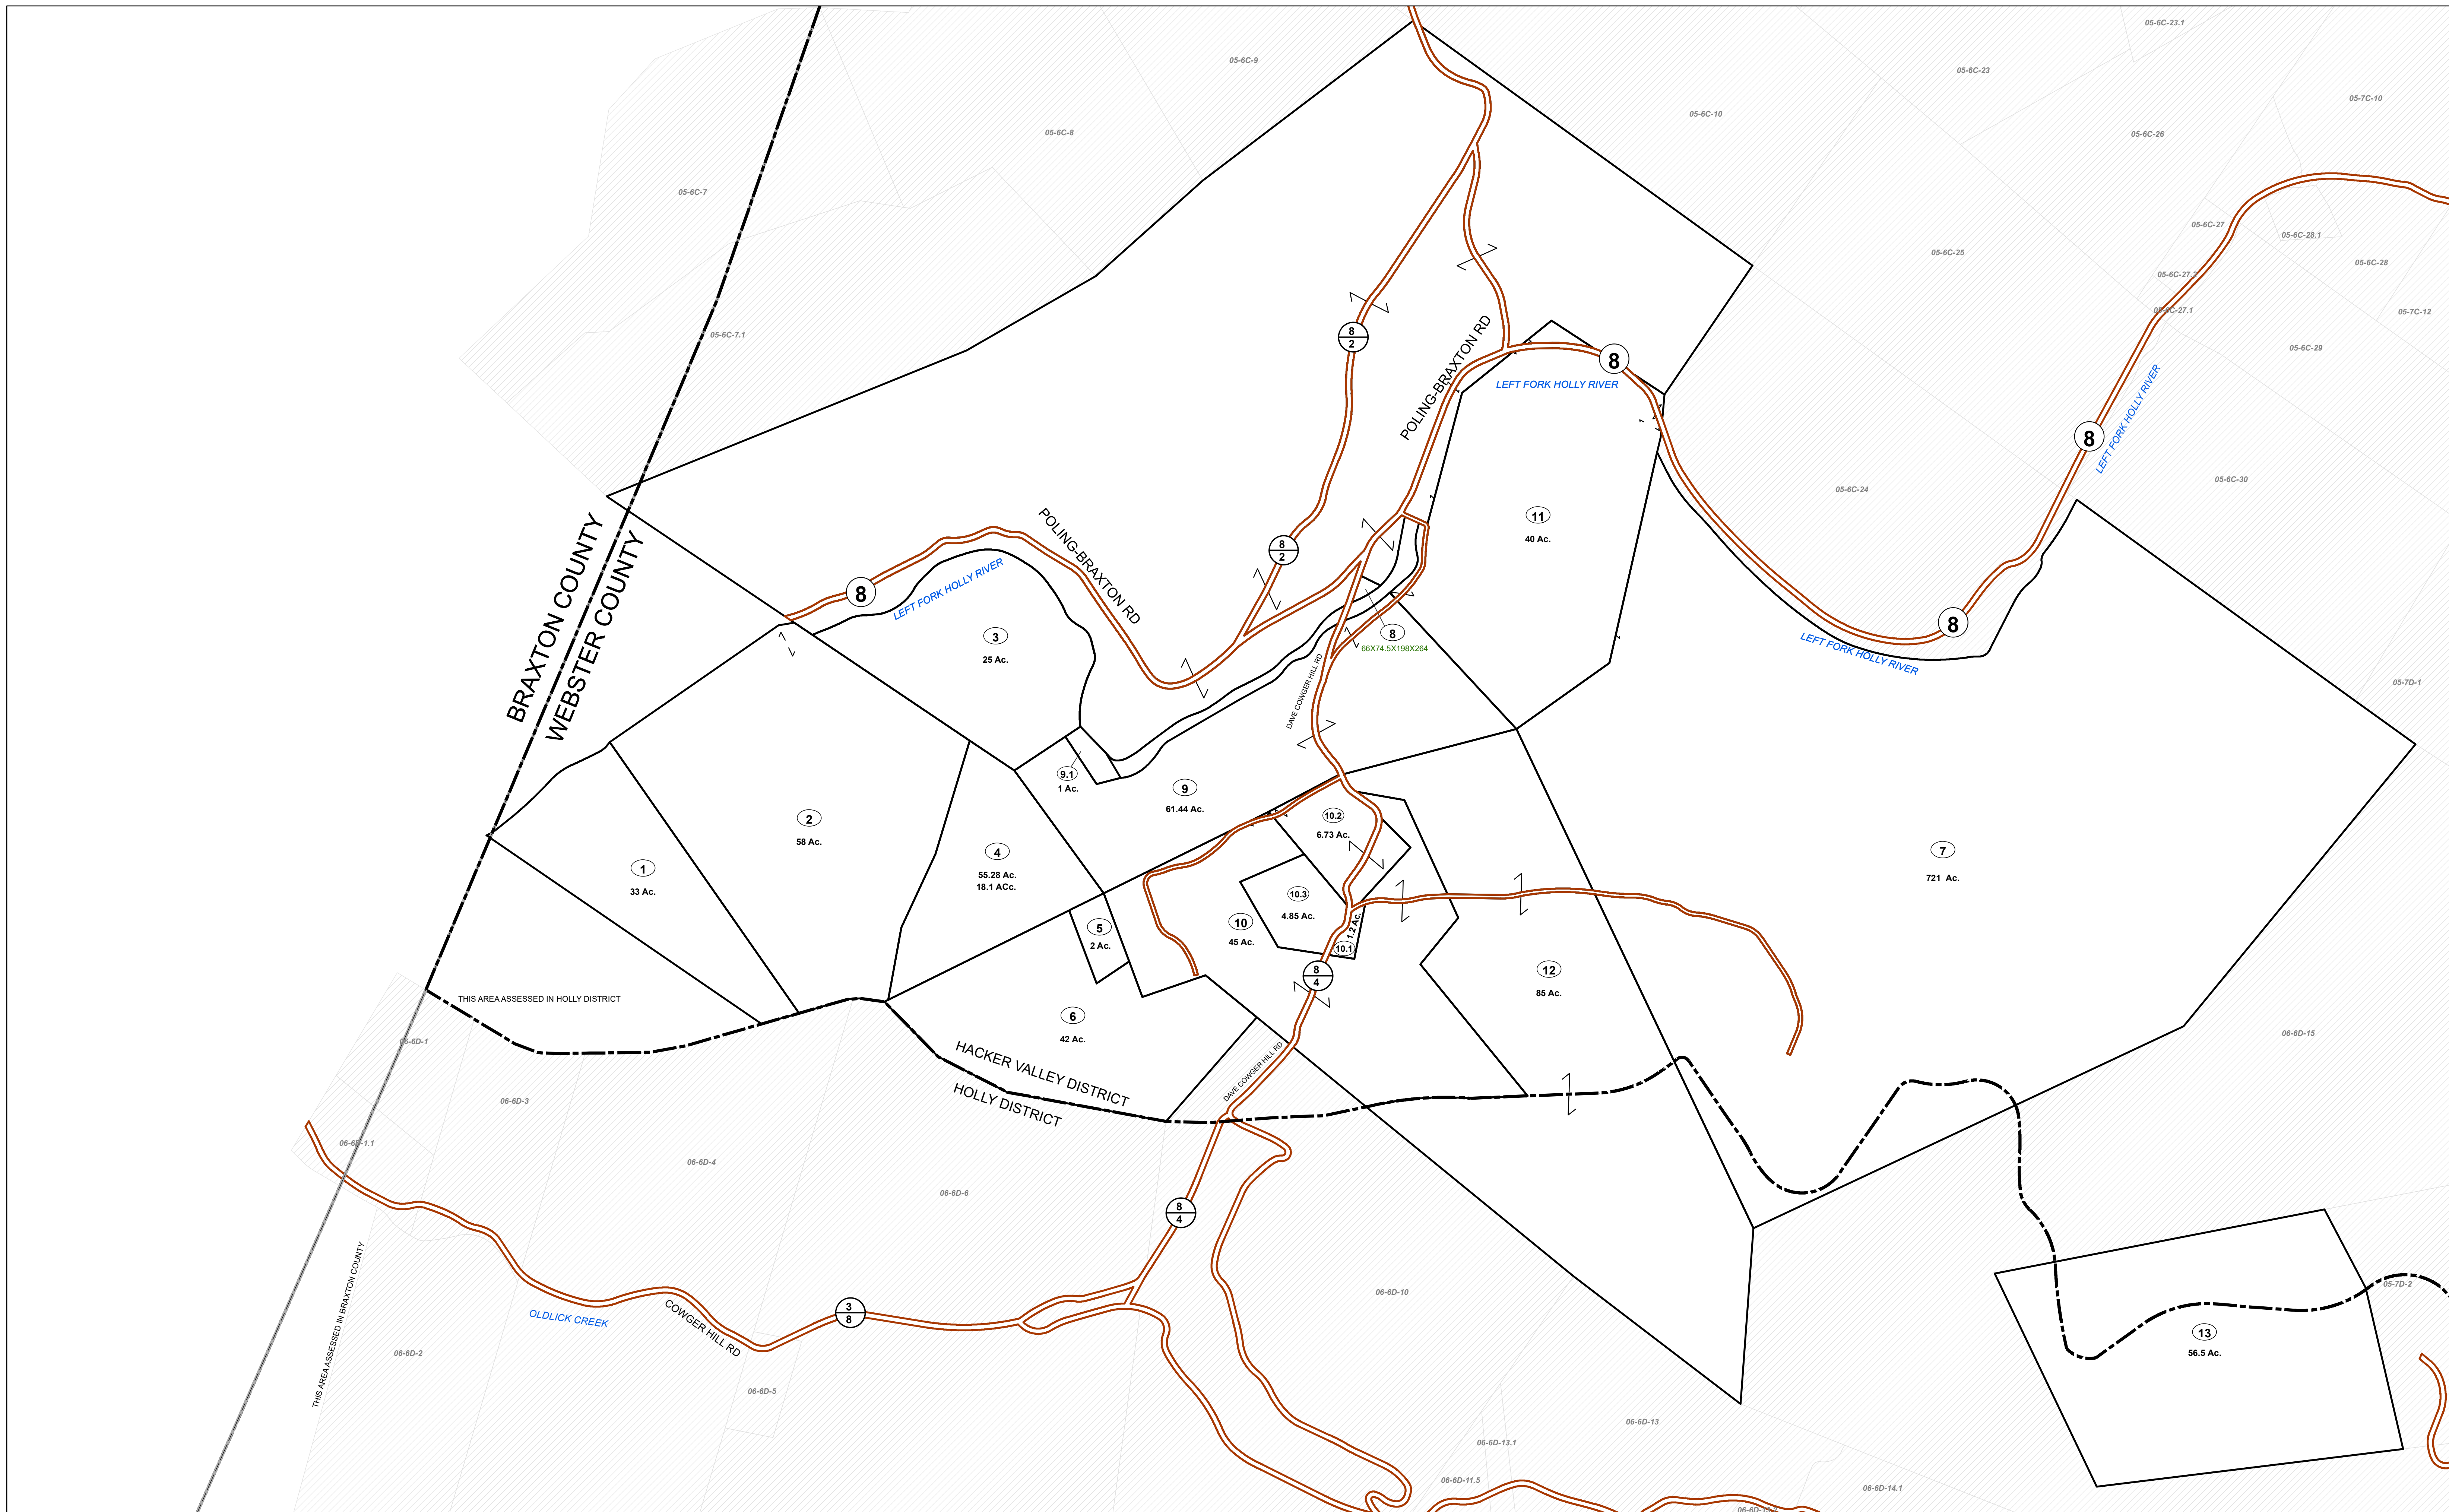 05-6C-23.1
05-6C-9
05-6C-23
05-7C-10
05-6C-10
05-6C-8
05-6C-26
05-6C-7
05-6C-27
05-6C-28.1
05-6C-25
05-6C-28
05-6C-27.2
05-6C-27.1
05-7C-12
05-6C-7.1
8
2
POLING-BRAXTON RD
05-6C-29
8
LEFT FORK HOLLY RIVER
8
LEFT FORK HOLLY RIVER
05-6C-30
05-6C-24
11
40 Ac.
BRAXTON COUNTY
WEBSTER COUNTY
POLING-BRAXTON RD
8
2
8
LEFT FORK HOLLY RIVER
3
25 Ac.
8
66X74.5X198X264
8
LEFT FORK HOLLY RIVER
DAVE COWGER HILL RD
05-7D-1
9.1
1 Ac.
9
61.44 Ac.
2
58 Ac.
10.2
6.73 Ac.
4
55.28 Ac.
18.1 ACc.
7
721 Ac.
1
33 Ac.
10.3
4.85 Ac.
5
2 Ac.
10
45 Ac.
1.2 Ac.
10.1
8
4
12
85 Ac.
THIS AREA ASSESSED IN HOLLY DISTRICT
6
42 Ac.
06-6D-1
06-6D-15
HACKER VALLEY DISTRICT
HOLLY DISTRICT
DAVE COWGER HILL RD
06-6D-3
06-6D-1.1
06-6D-4
06-6D-6
8
4
THIS AREA ASSESSED IN BRAXTON COUNTY
OLDLICK CREEK
COWGER HILL RD
3
8
06-6D-10
05-7D-2
13
56.5 Ac.
06-6D-2
06-6D-5
06-6D-13
06-6D-13.1
06-6D-11.5
06-6D-14.1